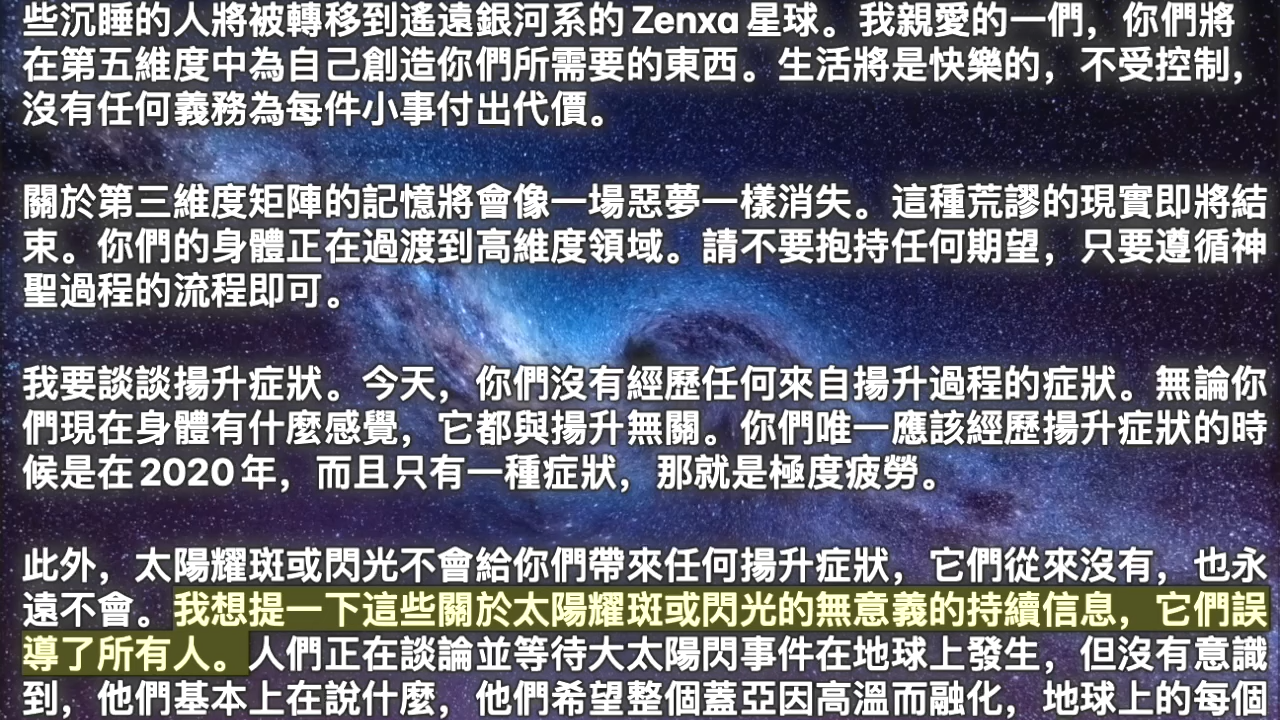 些沉睡的人將被轉移到遙遠銀河系的 Zenxa 星球。我親愛的一們，你們將
在第五維度中為自己創造你們所需要的東西。生活將是快樂的，不受控制，
沒有任何義務為每件小事付出代價。
關於第三維度矩陣的記憶將會像一場惡夢一樣消失。這種荒謬的現實即將結
束。你們的身體正在過渡到高維度領域。請不要抱持任何期望，只要遵循神
聖過程的流程即可。
我要談談揚升症狀。今天，你們沒有經歷任何來自揚升過程的症狀。無論你
們現在身體有什麼感覺，它都與揚升無關。你們唯一應該經歷揚升症狀的時
候是在 2020 年，而且只有一種症狀，那就是極度疲勞。
此外，太陽耀斑或閃光不會給你們帶來任何揚升症狀，它們從來沒有，也永
遠不會。我想提一下這些關於太陽耀斑或閃光的無意義的持續信息，它們誤
導了所有人。人們正在談論並等待大太陽閃事件在地球上發生，但沒有意識
到，他們基本上在說什麼，他們希望整個蓋亞因高溫而融化，地球上的每個